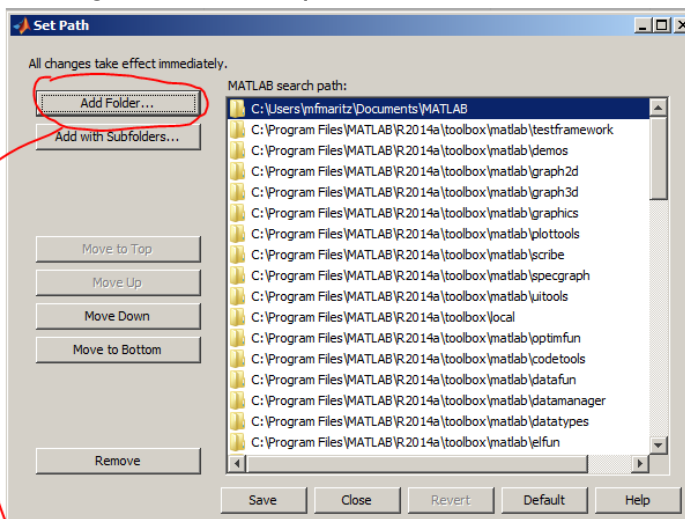 Set Path
All changes take effect immediately.
MATLAB search path:
Add Folder...
Add with Subfolders...
Move to Top
Move Up
Move Down
Move to Bottom
Remove
C:\Users\mfmaritz\Documents\MATLAB
C:\Program Files\MATLAB\R2014a\toolbox\matlab\testframework
C:\Program Files\MATLAB\R2014a\toolbox\matlab\demos
C:\Program Files\MATLAB\R2014a\toolbox\matlab\graph2d
C:\Program Files\MATLAB\R2014a\toolbox\matlab\graph3d
C:\Program Files\MATLAB\R2014a\toolbox\matlab\graphics
C:\Program Files\MATLAB\R2014a\toolbox\matlab\plottools
C:\Program Files\MATLAB\R2014a\toolbox\matlab\scribe
C:\Program Files\MATLAB\R2014a\toolbox\matlab\specgraph
C:\Program Files\MATLAB\R2014a\toolbox\matlab\uitools
C:\Program Files\MATLAB\R2014a\toolbox\local
C:\Program Files\MATLAB\R2014a\toolbox\matlab\optimfun
C:\Program Files\MATLAB\R2014a\toolbox\matlab\codetools
C:\Program Files\MATLAB\R2014a\toolbox\matlab\datafun
C:\Program Files\MATLAB\R2014a\toolbox\matlab\datamanager
C:\Program Files\MATLAB\R2014a\toolbox\matlab\datatypes
C:\Program Files\MATLAB\R2014a\toolbox\matlab\elfun
Save Close Revert Default Help